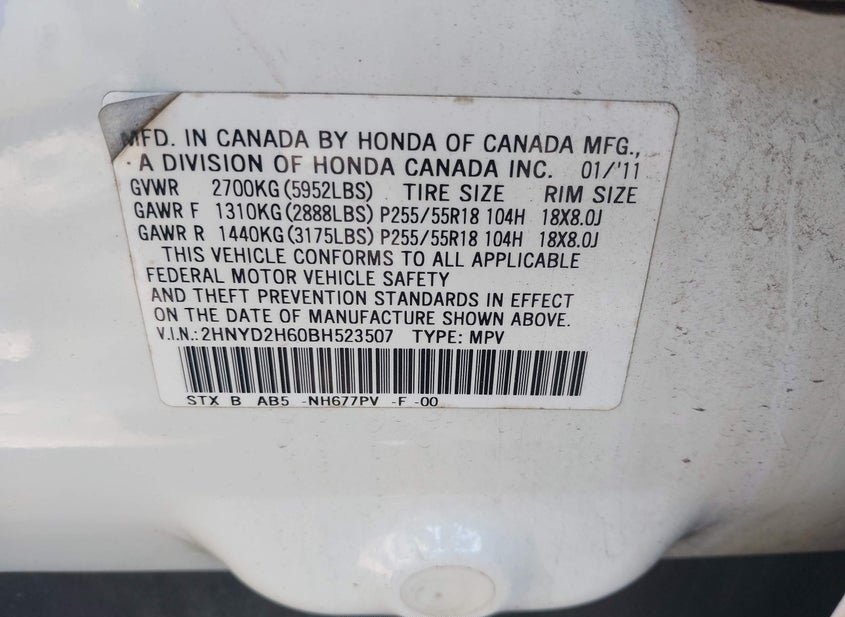 MFD. IN CANADA BY HONDA OF CANADA MFG.,
A DIVISION OF HONDA CANADA INC. 01/'11
GVWR 2700KG (5952LBS) TIRE SIZE RIM SIZE
GAWR F 1310KG (2888LBS) P255/55R18 104H 18X8.0J
GAWR R 1440KG (3175LBS) P255/55R18 104H 18X8.0J
THIS VEHICLE CONFORMS TO ALL APPLICABLE
FEDERAL MOTOR VEHICLE SAFETY
AND THEFT PREVENTION STANDARDS IN EFFECT
ON THE DATE OF MANUFACTURE SHOWN ABOVE.
V.I.N.: 2HNYD2H60BH523507 TYPE: MPV
STX B AB5 -NH677PV -F -00